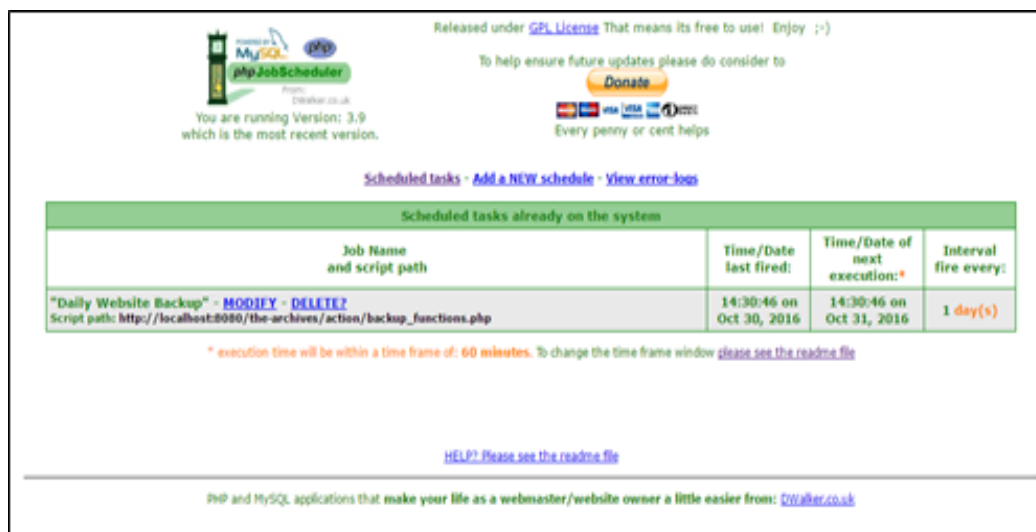 Released under GPL License That means its free to use! Enjoy ;-)
POWERED BY
MySQL
php
phpJobScheduler
From:
DWalker.co.uk
To help ensure future updates please do consider to
Donate
VISA VISA
You are running Version: 3.9
which is the most recent version.
Every penny or cent helps
Scheduled tasks - Add a NEW schedule - View error-logs
Scheduled tasks already on the system
Job Name
and script path
Time/Date
last fired:
Time/Date of
next
execution:*
Interval
fire every:
"Daily Website Backup" - MODIFY - DELETE?
Script path: http://localhost:8080/the-archives/action/backup_functions.php
14:30:46 on
Oct 30, 2016
14:30:46 on
Oct 31, 2016
1 day(s)
* execution time will be within a time frame of: 60 minutes. To change the time frame window please see the readme file
HELP? Please see the readme file
PHP and MySQL applications that make your life as a webmaster/website owner a little easier from: DWalker.co.uk